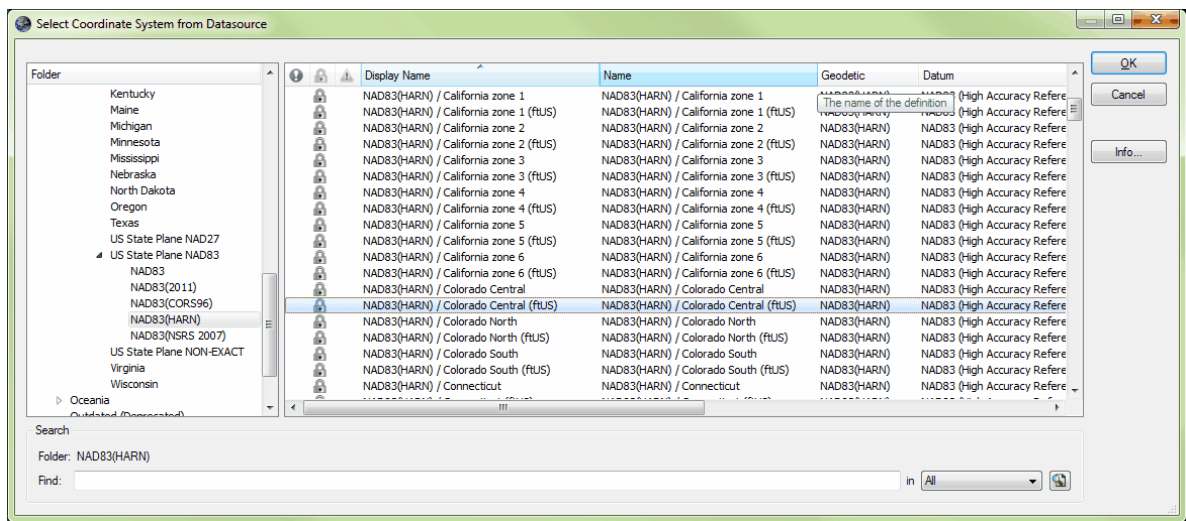 Select Coordinate System from Datasource
Folder
Kentucky
Maine
Michigan
Minnesota
Mississippi
Nebraska
North Dakota
Oregon
Texas
US State Plane NAD27
US State Plane NAD83
NAD83
NAD83(2011)
NAD83(CORS96)
NAD83(HARN)
NAD83(NSRS 2007)
US State Plane NON-EXACT
Virginia
Wisconsin
Oceania
Outdated (Deprecated)
Display Name Name Geodetic Datum
The name of the definition
NAD83(HARN) / California zone 1 NAD83(HARN) / California zone 1 (High Accuracy Refere
NAD83(HARN) / California zone 1 (ftUS) NAD83(HARN) / California zone 1 (ftUS) NAD83 (High Accuracy Refere
NAD83(HARN) / California zone 2 NAD83(HARN) / California zone 2 NAD83(HARN) NAD83 (High Accuracy Refere
NAD83(HARN) / California zone 2 (ftUS) NAD83(HARN) / California zone 2 (ftUS) NAD83(HARN) NAD83 (High Accuracy Refere
NAD83(HARN) / California zone 3 NAD83(HARN) / California zone 3 NAD83(HARN) NAD83 (High Accuracy Refere
NAD83(HARN) / California zone 3 (ftUS) NAD83(HARN) / California zone 3 (ftUS) NAD83(HARN) NAD83 (High Accuracy Refere
NAD83(HARN) / California zone 4 NAD83(HARN) / California zone 4 NAD83(HARN) NAD83 (High Accuracy Refere
NAD83(HARN) / California zone 4 (ftUS) NAD83(HARN) / California zone 4 (ftUS) NAD83(HARN) NAD83 (High Accuracy Refere
NAD83(HARN) / California zone 5 NAD83(HARN) / California zone 5 NAD83(HARN) NAD83 (High Accuracy Refere
NAD83(HARN) / California zone 5 (ftUS) NAD83(HARN) / California zone 5 (ftUS) NAD83(HARN) NAD83 (High Accuracy Refere
NAD83(HARN) / California zone 6 NAD83(HARN) / California zone 6 NAD83(HARN) NAD83 (High Accuracy Refere
NAD83(HARN) / California zone 6 (ftUS) NAD83(HARN) / California zone 6 (ftUS) NAD83(HARN) NAD83 (High Accuracy Refere
NAD83(HARN) / Colorado Central NAD83(HARN) / Colorado Central NAD83(HARN) NAD83 (High Accuracy Refere
NAD83(HARN) / Colorado Central (ftUS) NAD83(HARN) / Colorado Central (ftUS) NAD83(HARN) NAD83 (High Accuracy Refere
NAD83(HARN) / Colorado North NAD83(HARN) / Colorado North NAD83(HARN) NAD83 (High Accuracy Refere
NAD83(HARN) / Colorado North (ftUS) NAD83(HARN) / Colorado North (ftUS) NAD83(HARN) NAD83 (High Accuracy Refere
NAD83(HARN) / Colorado South NAD83(HARN) / Colorado South NAD83(HARN) NAD83 (High Accuracy Refere
NAD83(HARN) / Colorado South (ftUS) NAD83(HARN) / Colorado South (ftUS) NAD83(HARN) NAD83 (High Accuracy Refere
NAD83(HARN) / Connecticut NAD83(HARN) / Connecticut NAD83(HARN) NAD83 (High Accuracy Refere
OK
Cancel
Info...
Search
Folder: NAD83(HARN)
Find:
in All